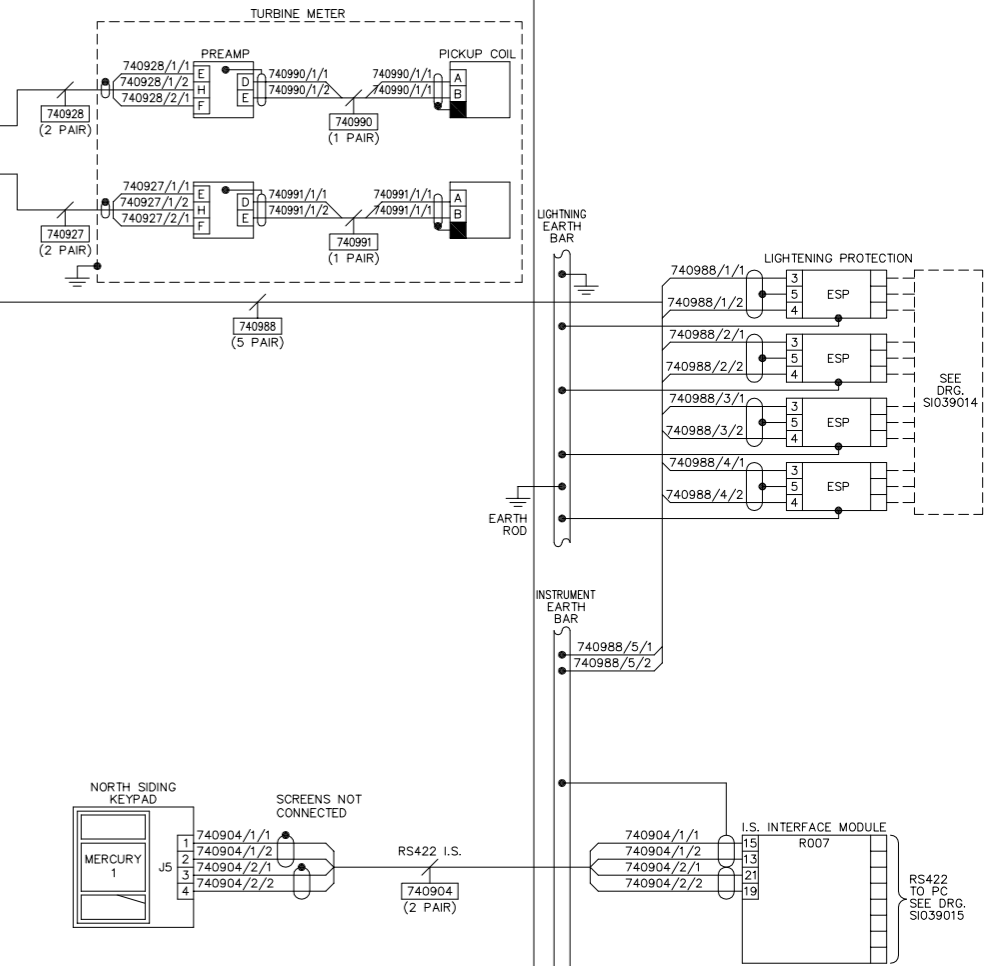 TURBINE METER
PREAMP
PICKUP COIL
740928/1/1
740928/1/2
740928/2/1
E
H
F
D
E
740990/1/1
740990/1/2
740990/1/1
740990/1/1
A
B
740928
(2 PAIR)
740990
(1 PAIR)
740927/1/1
740927/1/2
740927/2/1
E
H
F
D
E
740991/1/1
740991/1/2
740991/1/1
740991/1/1
A
B
740927
(2 PAIR)
740991
(1 PAIR)
740988
(5 PAIR)
LIGHTNING
EARTH
BAR
LIGHTENING PROTECTION
740988/1/1
740988/1/2
3
5
4
ESP
740988/2/1
740988/2/2
3
5
4
ESP
740988/3/1
740988/3/2
3
5
4
ESP
740988/4/1
740988/4/2
3
5
4
ESP
SEE
DRG.
SI039014
EARTH
ROD
INSTRUMENT
EARTH
BAR
740988/5/1
740988/5/2
NORTH SIDING
KEYPAD
MERCURY
1
J5
1
2
3
4
SCREENS NOT
CONNECTED
740904/1/1
740904/1/2
740904/2/1
740904/2/2
RS422 I.S.
740904
(2 PAIR)
740904/1/1
740904/1/2
740904/2/1
740904/2/2
I.S. INTERFACE MODULE
R007
15
13
21
19
RS422
TO PC
SEE DRG.
SI039015